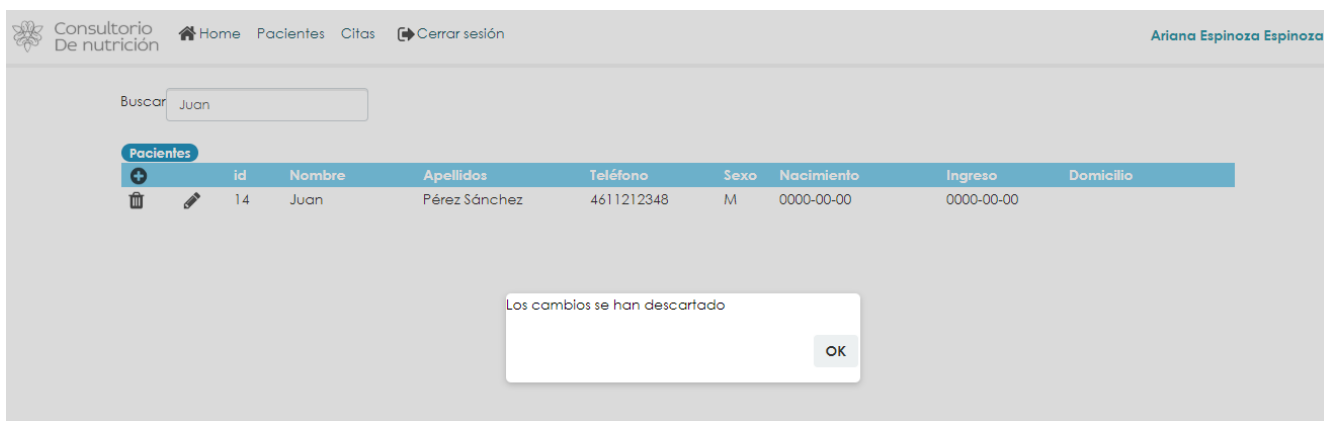 Consultorio
De nutrición
Home Pacientes Citas Cerrar sesión
Ariana Espinoza Espinoza
Buscar Juan
Pacientes
id Nombre Apellidos Teléfono Sexo Nacimiento Ingreso Domicilio
14 Juan Pérez Sánchez 4611212348 M 0000-00-00 0000-00-00
Los cambios se han descartado
OK